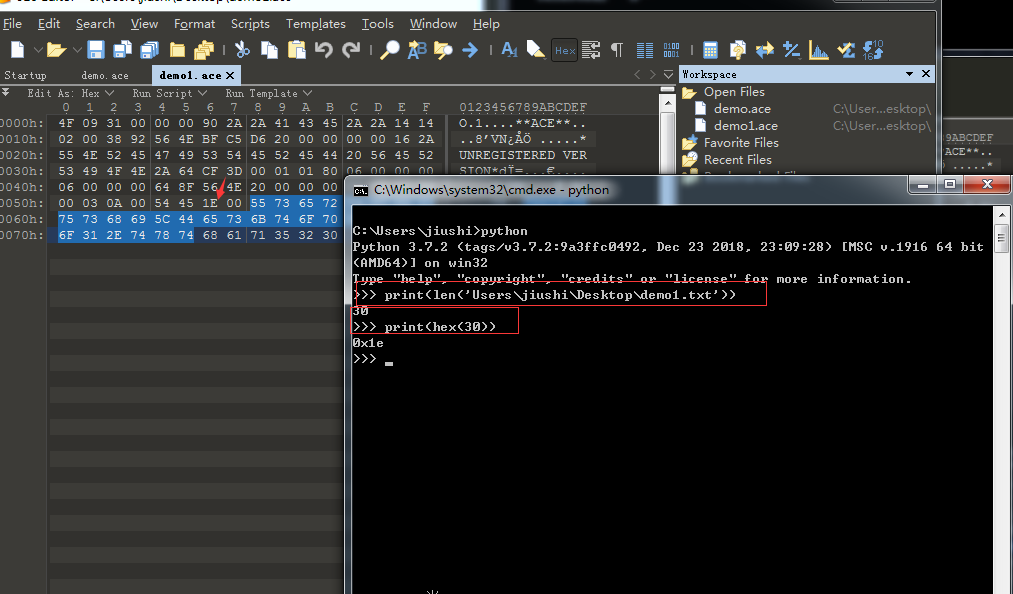 File Edit Search View Format Scripts Templates Tools Window Help
Startup demo.ace demo1.ace
Edit As: Hex Run Script Run Template
0 1 2 3 4 5 6 7 8 9 A B C D E F 0123456789ABCDEF
0000h: 4F 09 31 00 00 00 90 2A 2A 41 43 45 2A 2A 14 14 O.1....**ACE**..
0010h: 02 00 38 92 56 4E BF C5 D6 20 00 00 00 00 16 2A ..8’VN¿ÅÖ .....*
0020h: 55 4E 52 45 47 49 53 54 45 52 45 44 20 56 45 52 UNREGISTERED VER
0030h: 53 49 4F 4E 2A 64 CF 3D 00 01 01 80 06 00 00 00
0040h: 06 00 00 00 64 8F 56 4E 20 00 00 00
0050h: 00 03 0A 00 54 45 1E 00 55 73 65 72
0060h: 75 73 68 69 5C 44 65 73 6B 74 6F 70
0070h: 6F 31 2E 74 78 74 68 61 71 35 32 30
Workspace
Open Files
demo.ace C:\User...esktop\
demo1.ace C:\User...esktop\
Favorite Files
Recent Files
9ABCDEF
C:\Windows\system32\cmd.exe - python
C:\Users\jiushi>python
Python 3.7.2 (tags/v3.7.2:9a3ffc0492, Dec 23 2018, 23:09:28) [MSC v.1916 64 bit
(AMD64)] on win32
Type "help", "copyright", "credits" or "license" for more information.
>>> print(len('Users\jiushi\Desktop\demo1.txt'))
30
>>> print(hex(30))
0x1e
>>>